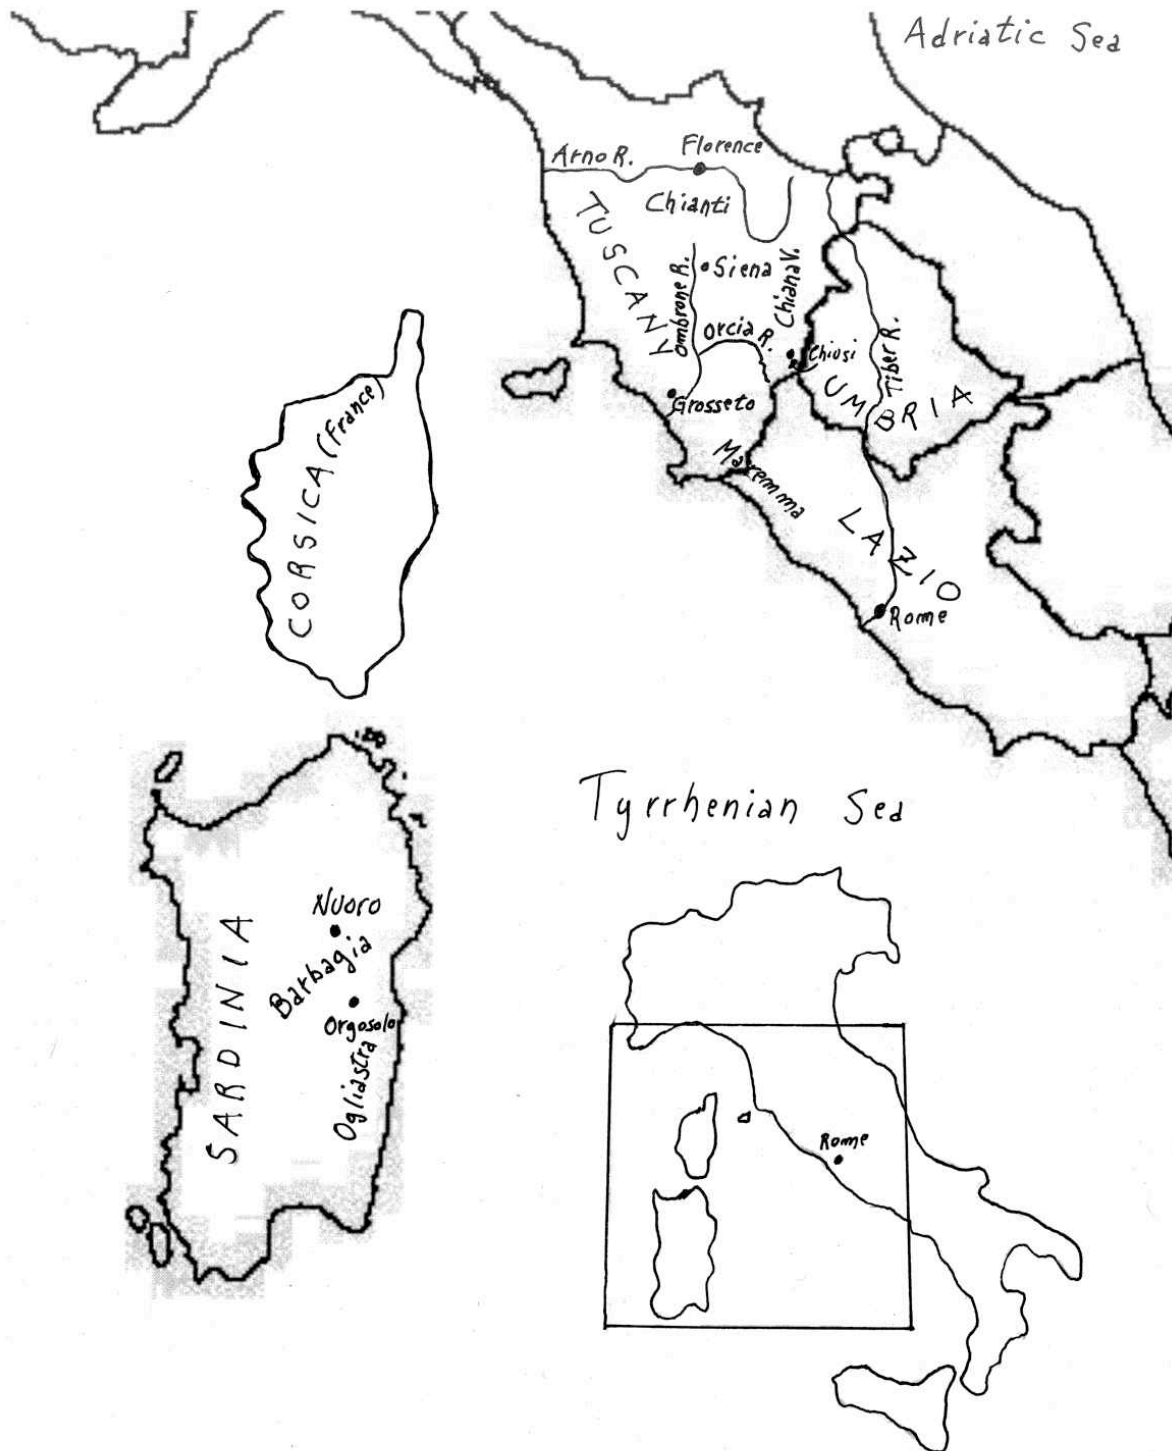 Adriatic Sea
Arno R.
Florence
Chianti
TUSCANY
Siena
Ombrone R.
Chiana V.
Orcia R.
Chiusi
Tiber R.
UMBRIA
Grosseto
Maremma
LAZIO
Rome
CORSICA (France)
Tyrrhenian Sea
SARDINIA
Nuoro
Barbagia
Orgosolo
Ogliastra
Rome